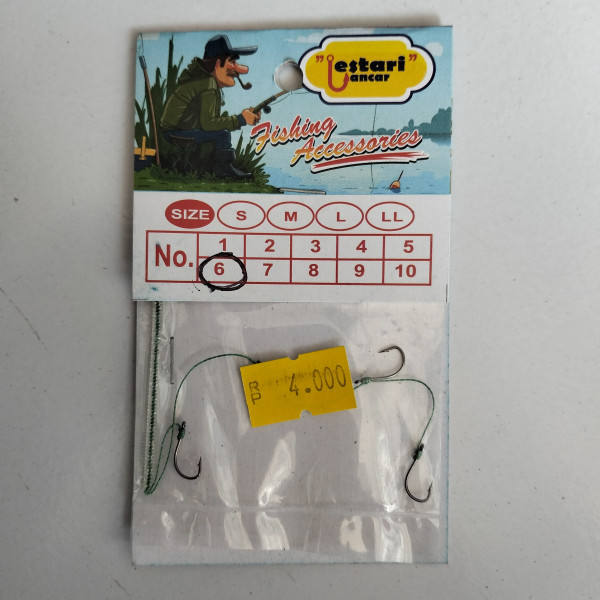 "Lestari"
Lancar
Fishing
Accessories
SIZE S M L LL
No. 1 2 3 4 5
6 7 8 9 10
RP 4.000